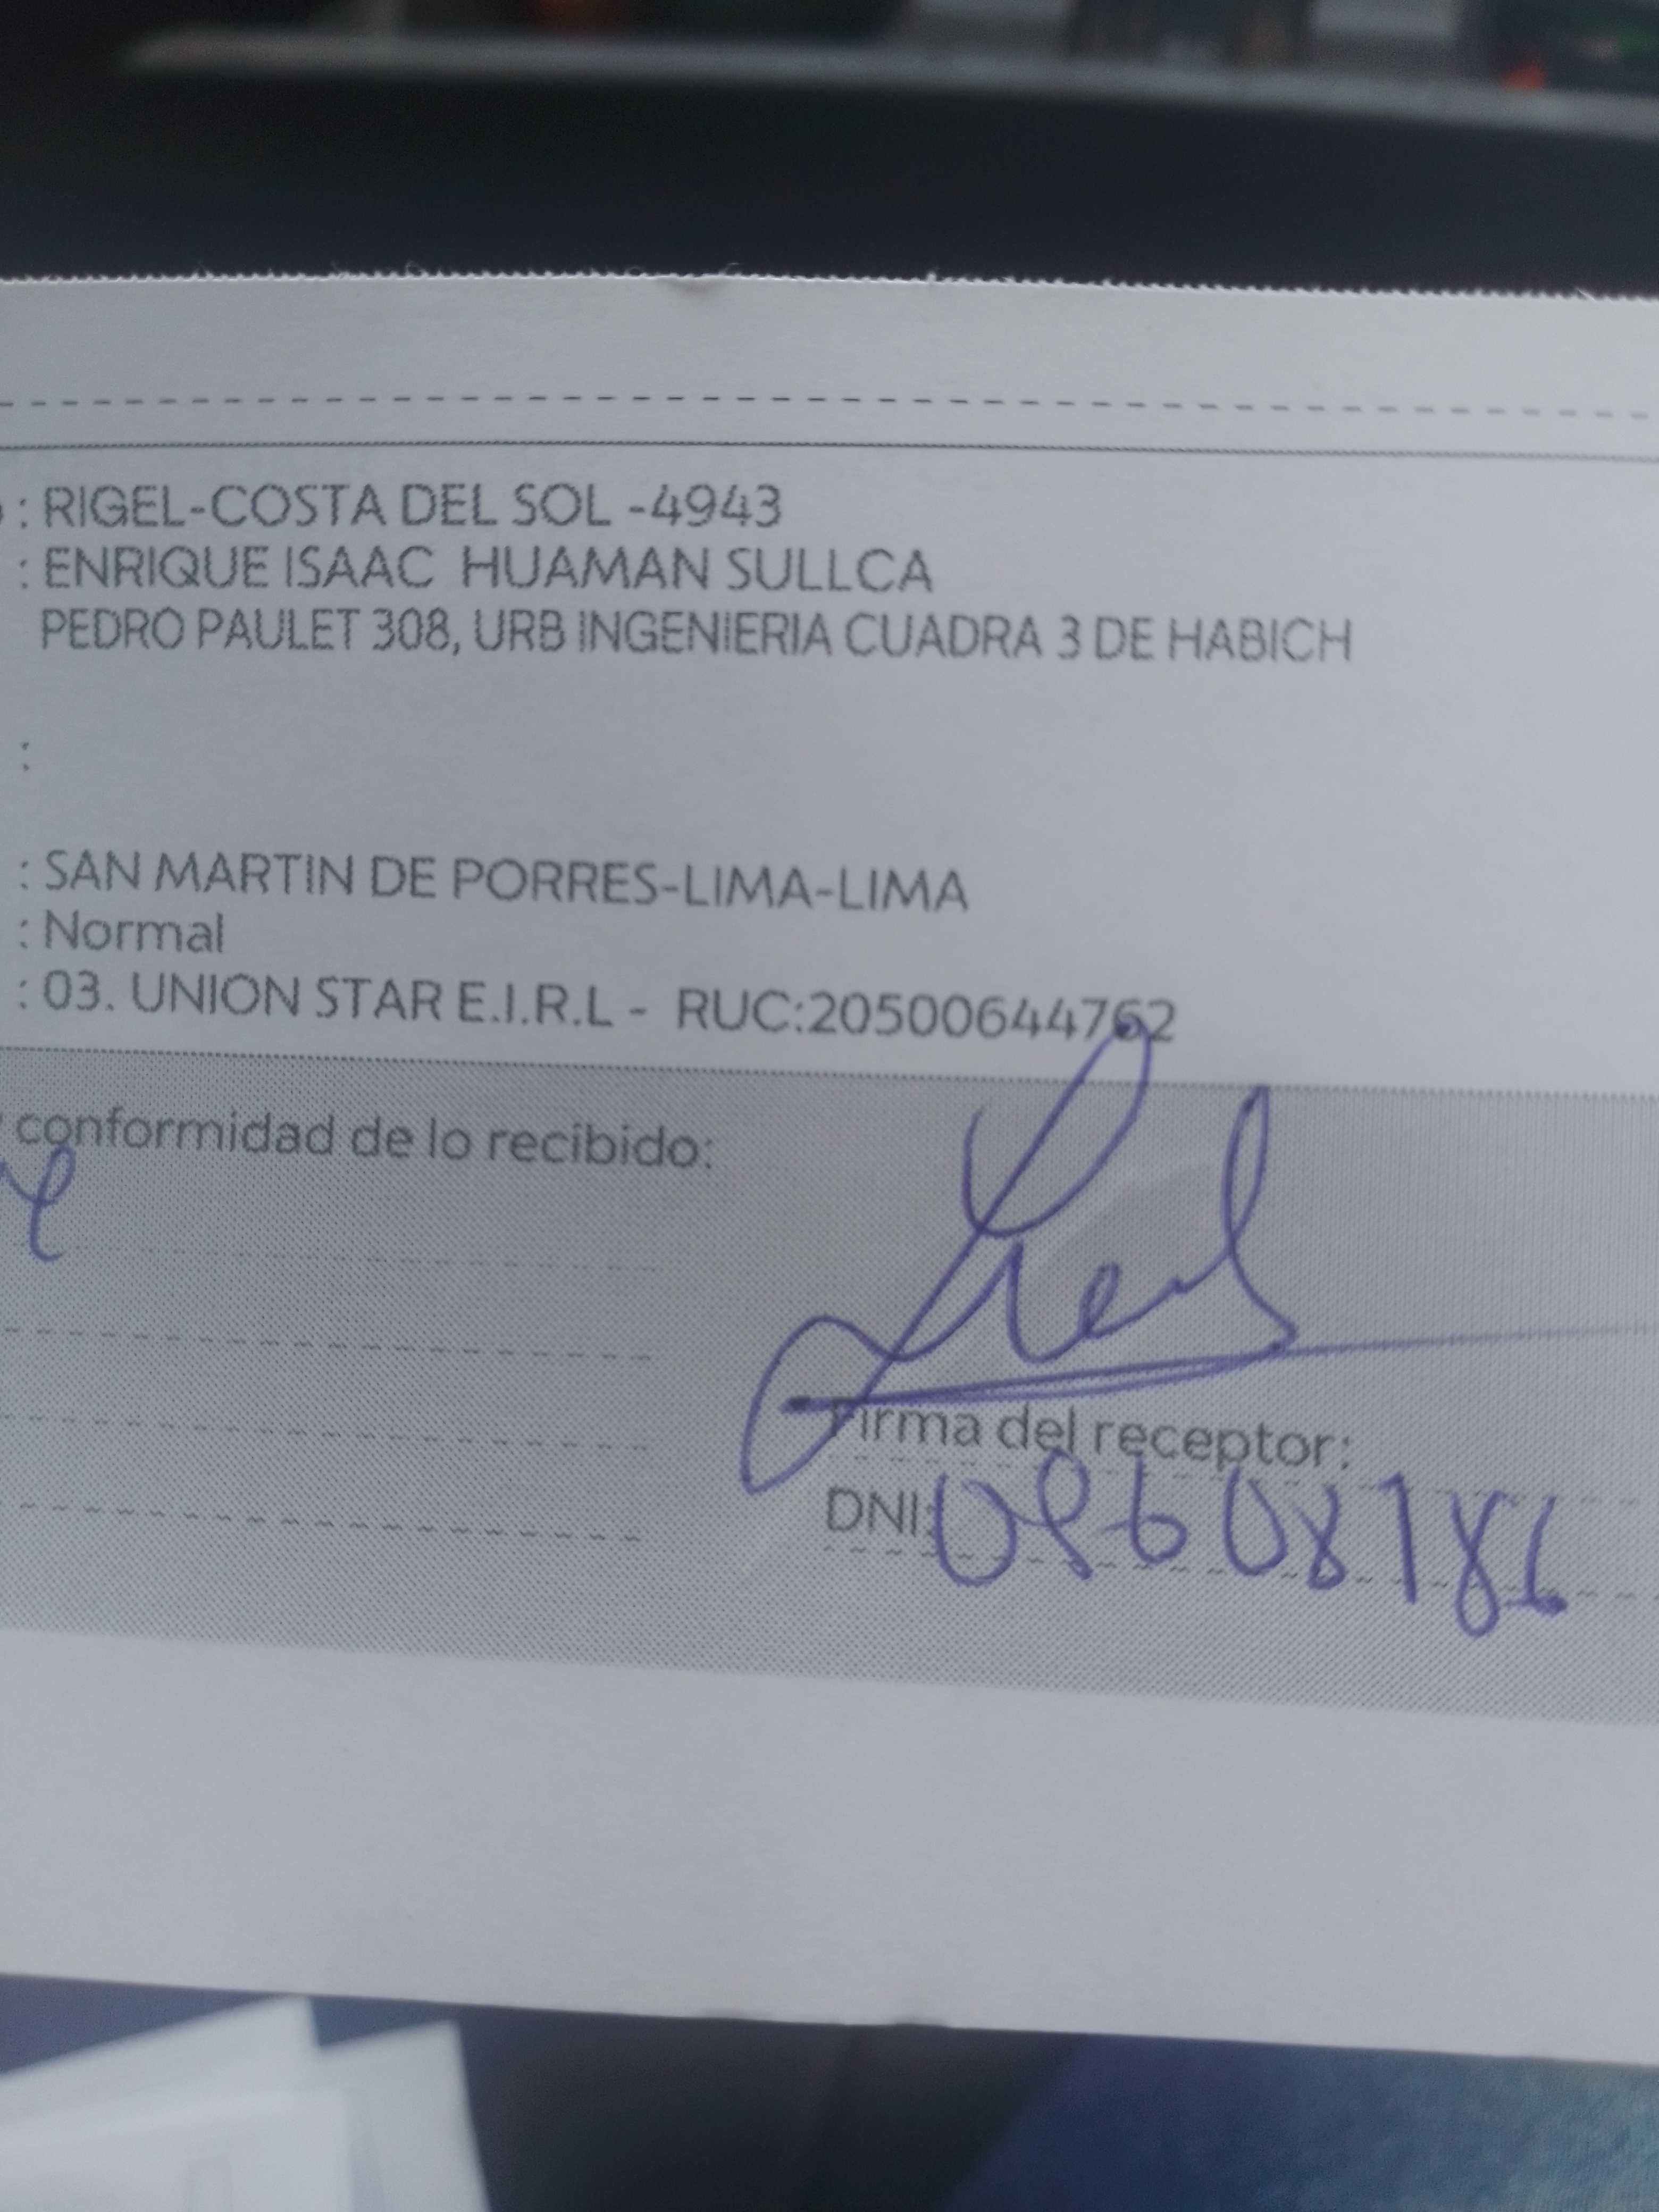 : RIGEL-COSTA DEL SOL -4943
: ENRIQUE ISAAC HUAMAN SULLCA
PEDRO PAULET 308, URB INGENIERIA CUADRA 3 DE HABICH
:
: SAN MARTIN DE PORRES-LIMA-LIMA
: Normal
: 03. UNION STAR E.I.R.L - RUC:20500644762
conformidad de lo recibido:
Firma del receptor:
DNI: 09608786